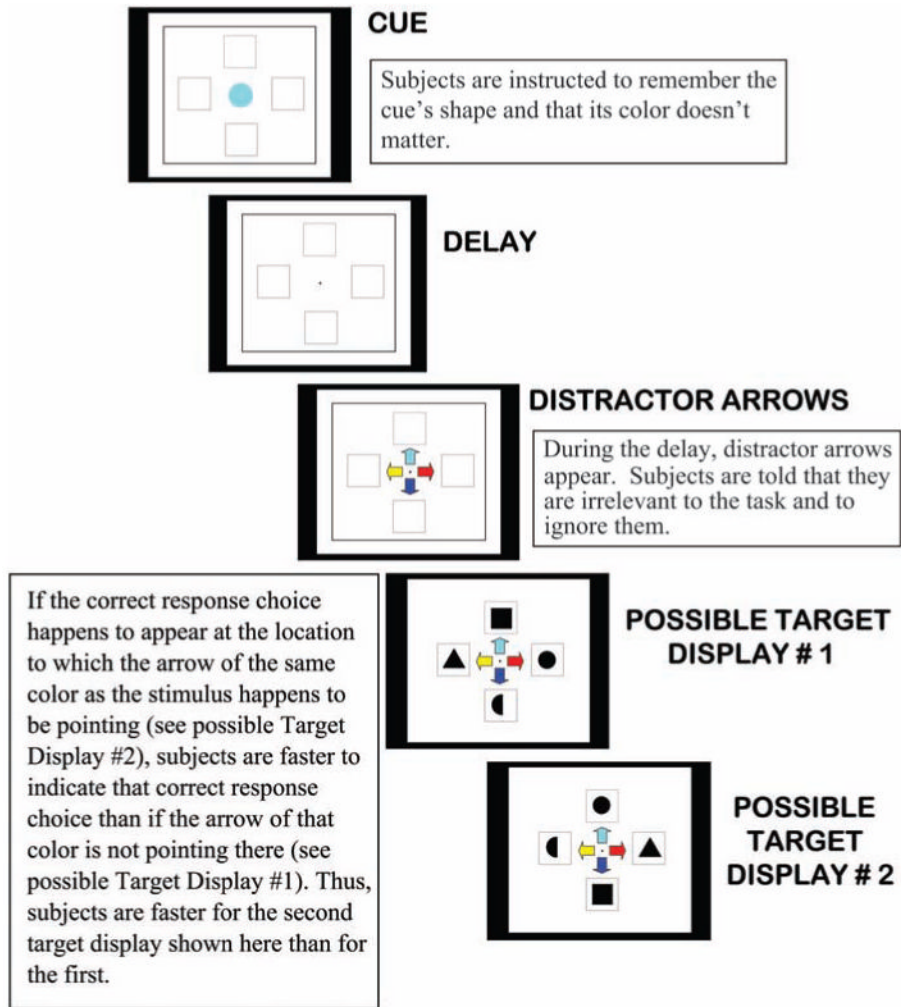 CUE
Subjects are instructed to remember the
cue's shape and that its color doesn't
matter.
DELAY
DISTRACTOR ARROWS
During the delay, distractor arrows
appear. Subjects are told that they
are irrelevant to the task and to
ignore them.
If the correct response choice
happens to appear at the location
to which the arrow of the same
color as the stimulus happens to
be pointing (see possible Target
Display #2), subjects are faster to
indicate that correct response
choice than if the arrow of that
color is not pointing there (see
possible Target Display #1). Thus,
subjects are faster for the second
target display shown here than for
the first.
POSSIBLE TARGET
DISPLAY # 1
POSSIBLE
TARGET
DISPLAY # 2